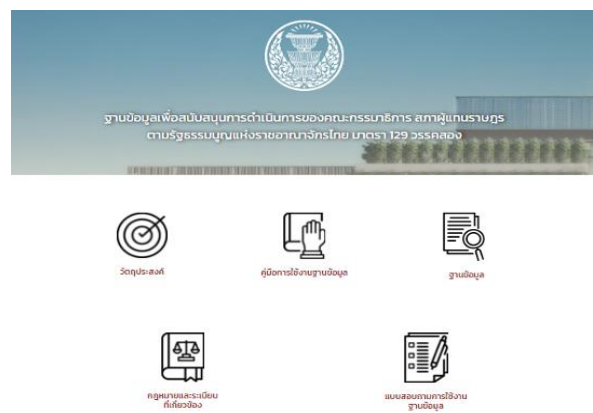 ฐานข้อมูลเพื่อสนับสนุนการดำเนินการของคณะกรรมาธิการ สภาผู้แทนราษฎร
ตามรัฐธรรมนูญแห่งราชอาณาจักรไทย มาตรา 129 วรรคสอง
วัตถุประสงค์
คู่มือการใช้งานฐานข้อมูล
ฐานข้อมูล
กฎหมายและระเบียบ
ที่เกี่ยวข้อง
แบบสอบถามการใช้งาน
ฐานข้อมูล